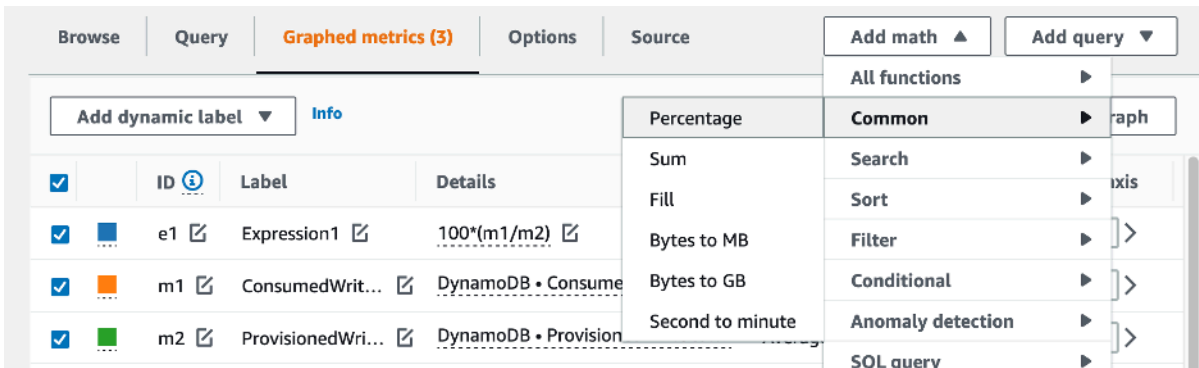 Browse Query Graphed metrics (3) Options Source Add math ▲ Add query ▼
All functions
Add dynamic label ▼ Info Percentage Common raph
ID Label Details Sum Search
Fill Sort
e1 Expression1 100*(m1/m2) Bytes to MB Filter
m1 ConsumedWrit... DynamoDB • Consume Bytes to GB Conditional
m2 ProvisionedWri... DynamoDB • Provision Second to minute Anomaly detection
SQL query